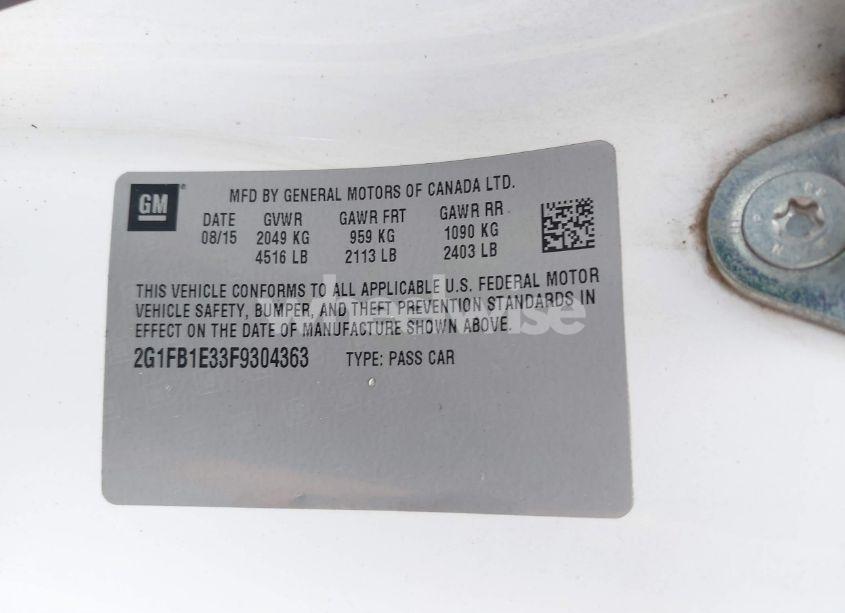 GM
MFD BY GENERAL MOTORS OF CANADA LTD.
DATE GVWR GAWR FRT GAWR RR
08/15 2049 KG 959 KG 1090 KG
4516 LB 2113 LB 2403 LB
THIS VEHICLE CONFORMS TO ALL APPLICABLE U.S. FEDERAL MOTOR
VEHICLE SAFETY, BUMPER, AND THEFT PREVENTION STANDARDS IN
EFFECT ON THE DATE OF MANUFACTURE SHOWN ABOVE.
2G1FB1E33F9304363 TYPE: PASS CAR